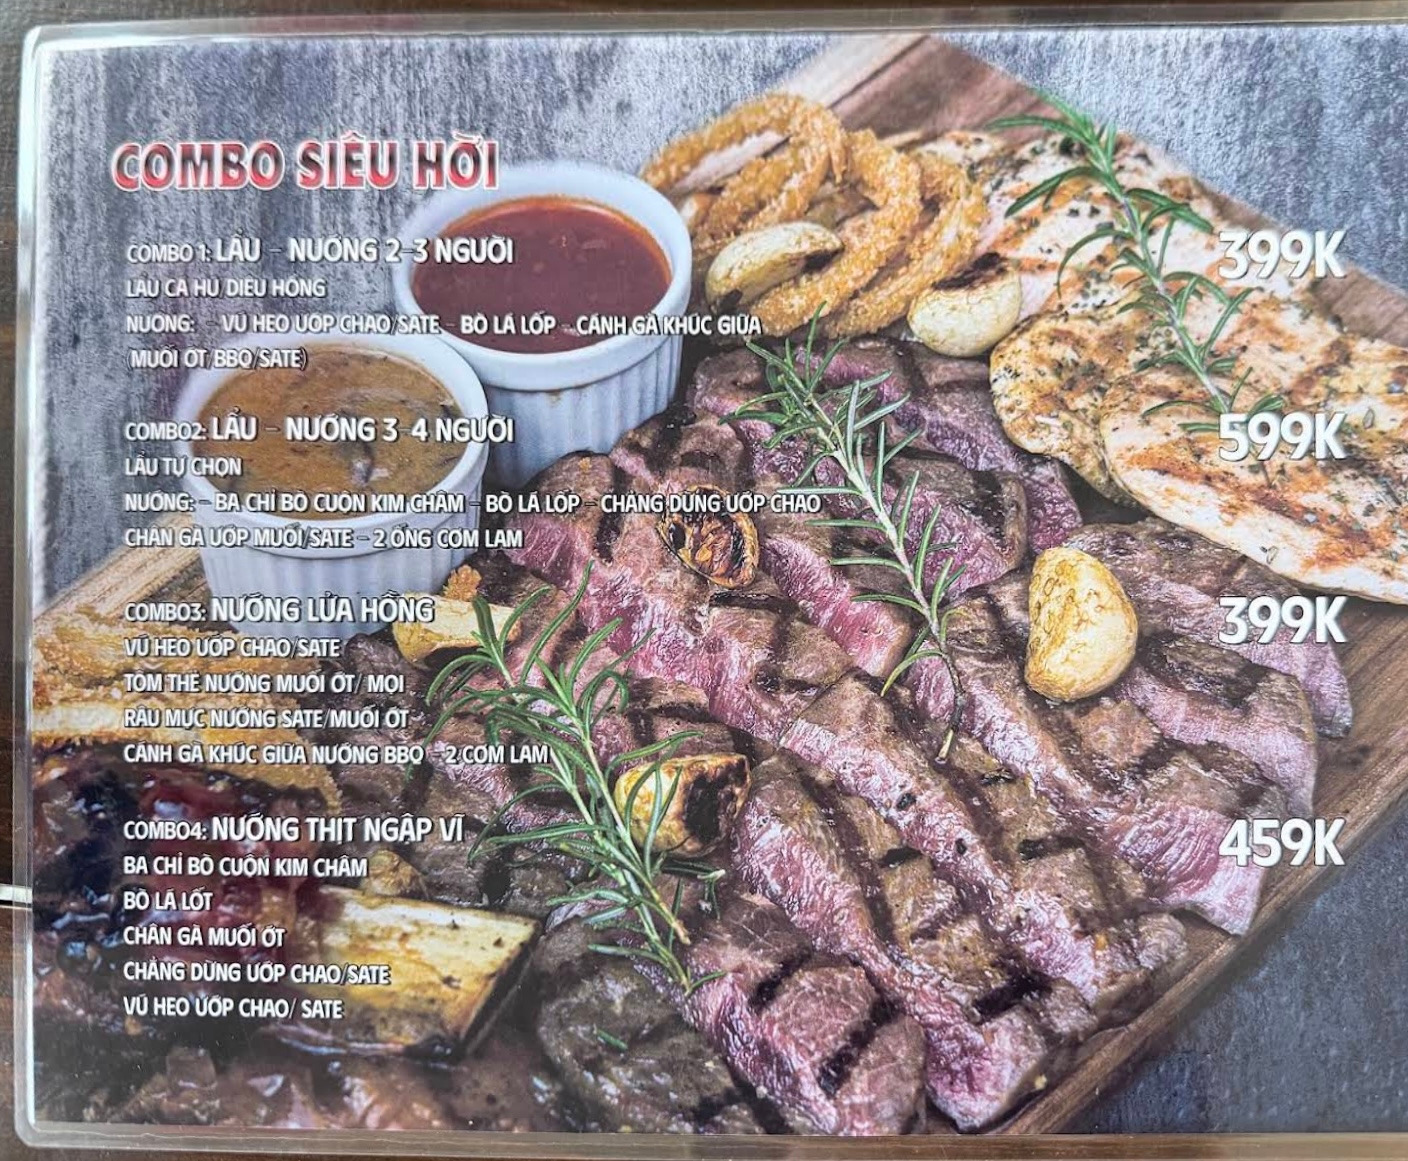 COMBO SIÊU HỜI
COMBO 1: LẨU - NƯỚNG 2-3 NGƯỜI 399K
LẨU CÁ HÚ, DIÊU HỒNG
NƯỚNG: - VÚ HEO ƯỚP CHAO/SATE - BÒ LÁ LỐP - CÁNH GÀ KHÚC GIỮA
(MUỐI ỚT/BBQ/SATE)
COMBO2: LẨU - NƯỚNG 3-4 NGƯỜI 599K
LẨU TỰ CHỌN
NƯỚNG: - BA CHỈ BÒ CUỘN KIM CHÂM - BÒ LÁ LỐP - CHẢNG DỪNG ƯỚP CHAO
CHÂN GÀ ƯỚP MUỐI/SATE - 2 ỐNG CƠM LAM
COMBO3: NƯỚNG LỬA HỒNG 399K
VÚ HEO ƯỚP CHAO/SATE
TÔM THẺ NƯỚNG MUỐI ỚT/ MỌI
RÂU MỰC NƯỚNG SATE/MUỐI ỚT
CÁNH GÀ KHÚC GIỮA NƯỚNG BBQ - 2 CƠM LAM
COMBO4: NƯỚNG THỊT NGẬP VĨ 459K
BA CHỈ BÒ CUỘN KIM CHÂM
BÒ LÁ LỐT
CHÂN GÀ MUỐI ỚT
CHẢNG DỪNG ƯỚP CHAO/SATE
VÚ HEO ƯỚP CHAO/ SATE